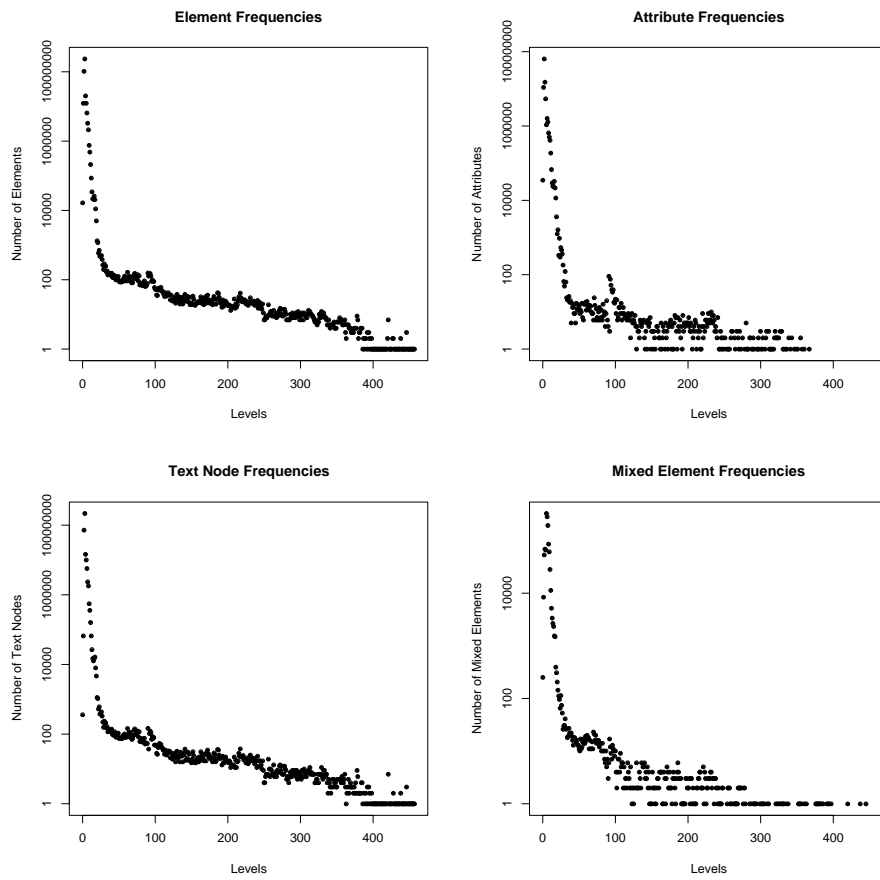 Element Frequencies
Number of Elements
100000000
1000000
10000
100
1
0 100 200 300 400
Levels
Attribute Frequencies
Number of Attributes
100000000
1000000
10000
100
1
0 100 200 300 400
Levels
Text Node Frequencies
Number of Text Nodes
100000000
1000000
10000
100
1
0 100 200 300 400
Levels
Mixed Element Frequencies
Number of Mixed Elements
10000
100
1
0 100 200 300 400
Levels